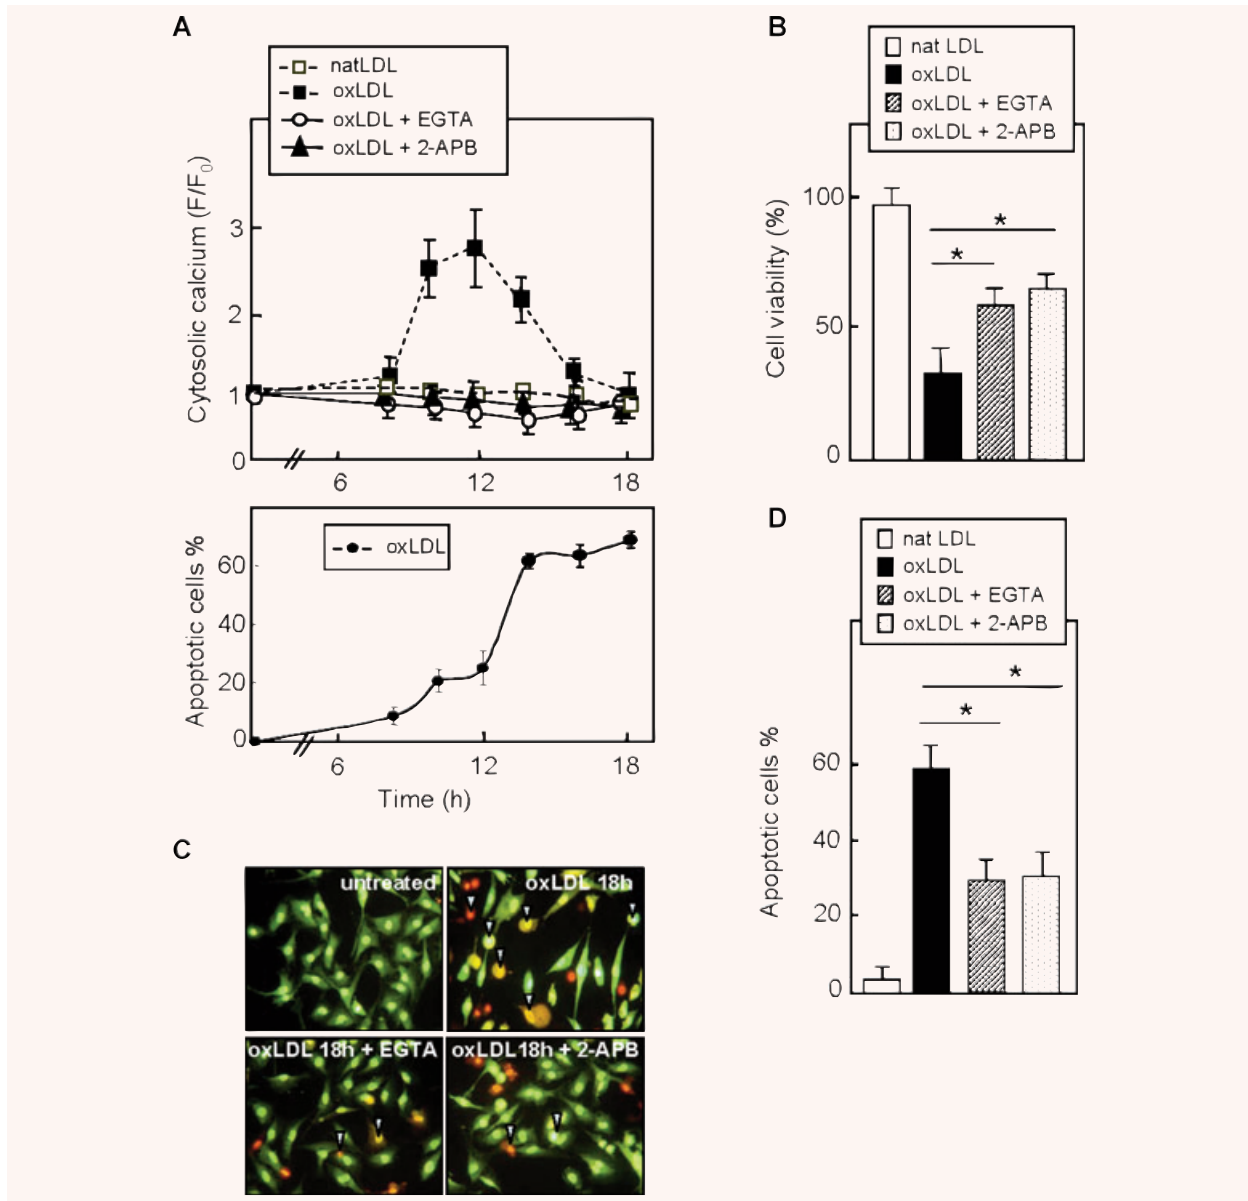 A
natLDL
oxLDL
oxLDL + EGTA
oxLDL + 2-APB
Cytosolic calcium (F/F0)
3
2
1
0
6 12 18
oxLDL
Apoptotic cells %
60
40
20
0
6 12 18
Time (h)
B
nat LDL
oxLDL
oxLDL + EGTA
oxLDL + 2-APB
Cell viability (%)
100
50
0
*
*
C
untreated
oxLDL 18h
oxLDL 18h + EGTA
oxLDL18h + 2-APB
D
nat LDL
oxLDL
oxLDL + EGTA
oxLDL + 2-APB
Apoptotic cells %
60
40
20
0
*
*